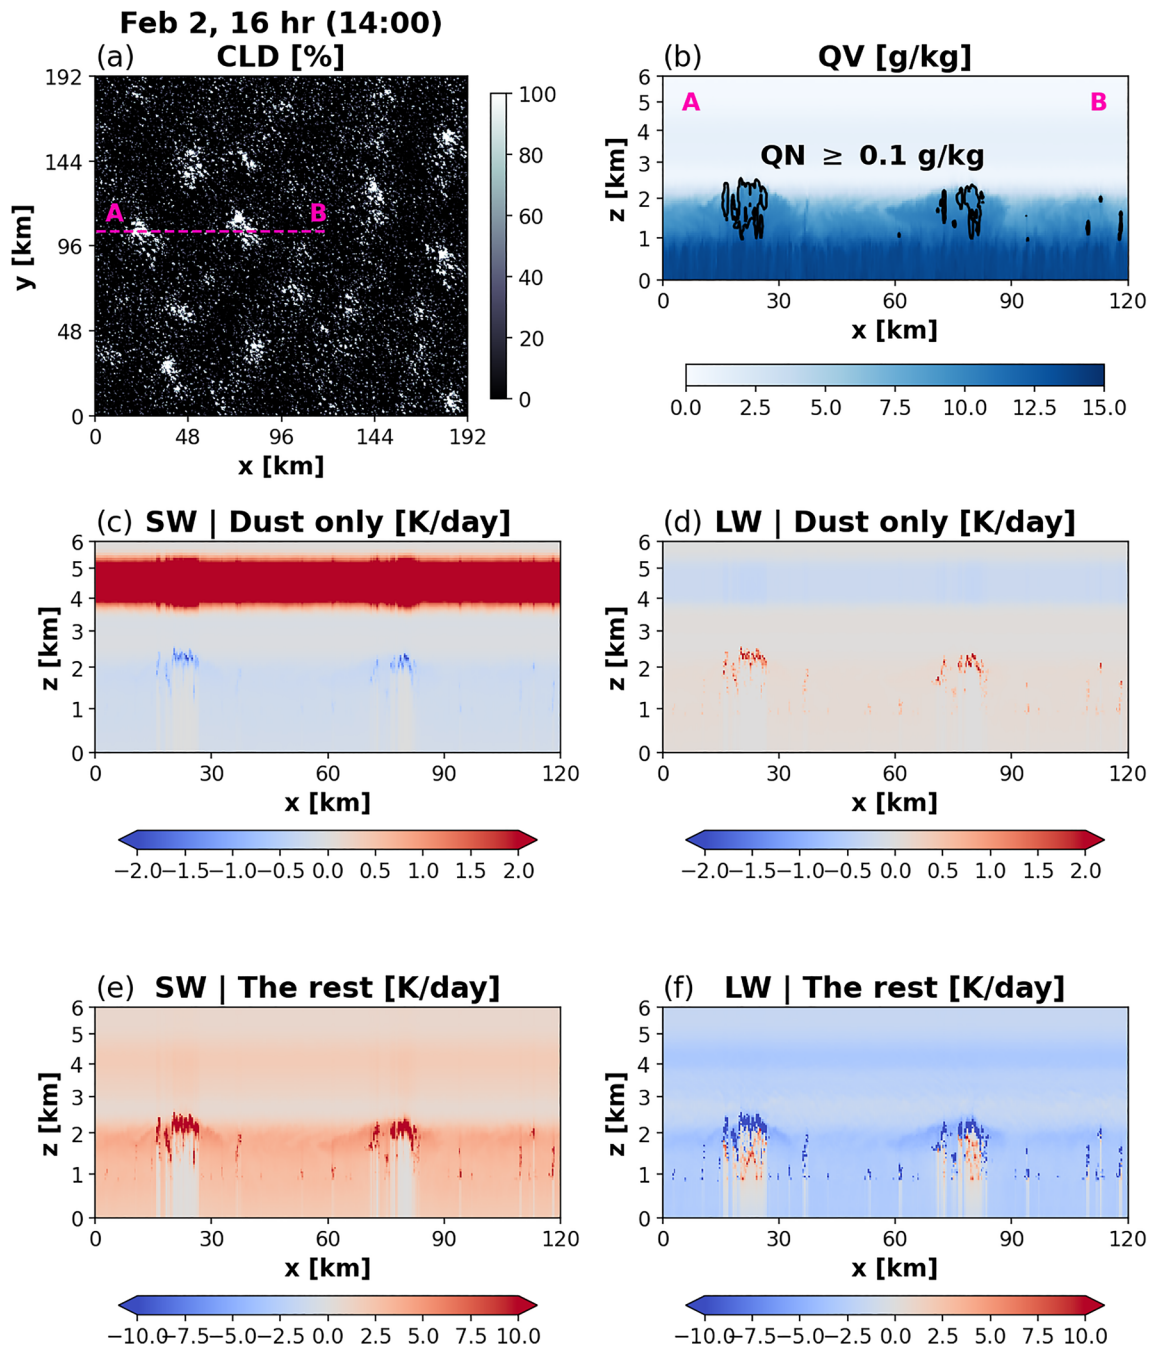 Feb 2, 16 hr (14:00)
(a) CLD [%]
192
144
96
48
0
y [km]
A
B
0 48 96 144 192
x [km]
100
80
60
40
20
0
(b) QV [g/kg]
6
5
4
3
2
1
0
z [km]
A
B
QN ≥ 0.1 g/kg
0 30 60 90 120
x [km]
0.0 2.5 5.0 7.5 10.0 12.5 15.0
(c) SW | Dust only [K/day]
6
5
4
3
2
1
0
z [km]
0 30 60 90 120
x [km]
−2.0 −1.5 −1.0 −0.5 0.0 0.5 1.0 1.5 2.0
(d) LW | Dust only [K/day]
6
5
4
3
2
1
0
z [km]
0 30 60 90 120
x [km]
−2.0 −1.5 −1.0 −0.5 0.0 0.5 1.0 1.5 2.0
(e) SW | The rest [K/day]
6
5
4
3
2
1
0
z [km]
0 30 60 90 120
x [km]
−10.0 −7.5 −5.0 −2.5 0.0 2.5 5.0 7.5 10.0
(f) LW | The rest [K/day]
6
5
4
3
2
1
0
z [km]
0 30 60 90 120
x [km]
−10.0 −7.5 −5.0 −2.5 0.0 2.5 5.0 7.5 10.0